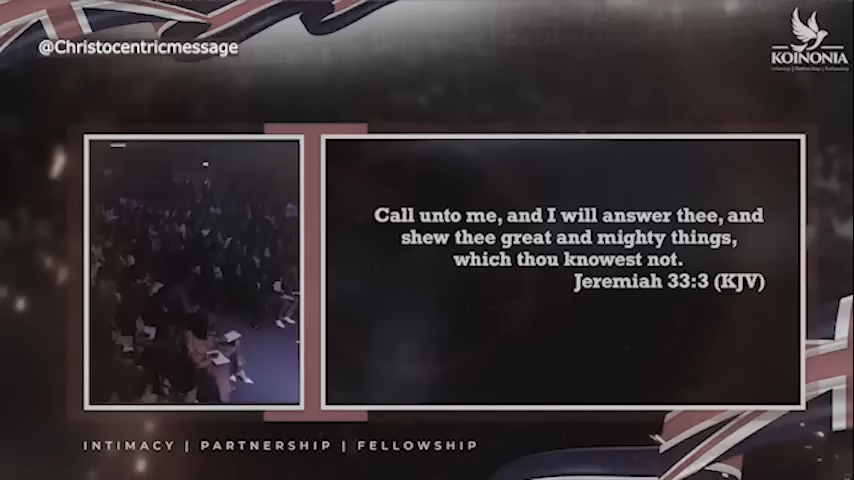 @Christocentricmessage
KOINONIA
Call unto me, and I will answer thee, and
shew thee great and mighty things,
which thou knowest not.
Jeremiah 33:3 (KJV)
INTIMACY | PARTNERSHIP | FELLOWSHIP